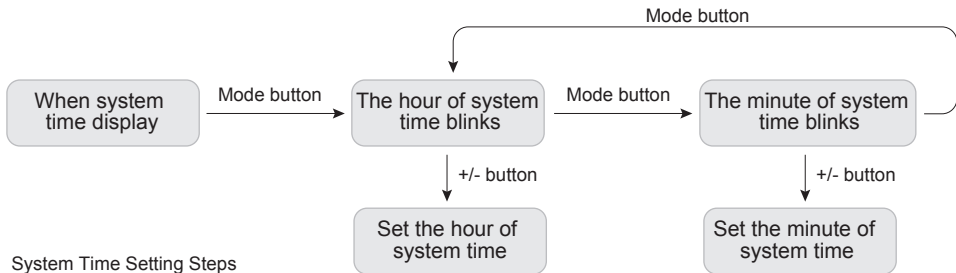 Mode button
When system
time display
Mode button
The hour of system
time blinks
Mode button
The minute of system
time blinks
+/- button
+/- button
Set the hour of
system time
Set the minute of
system time
System Time Setting Steps